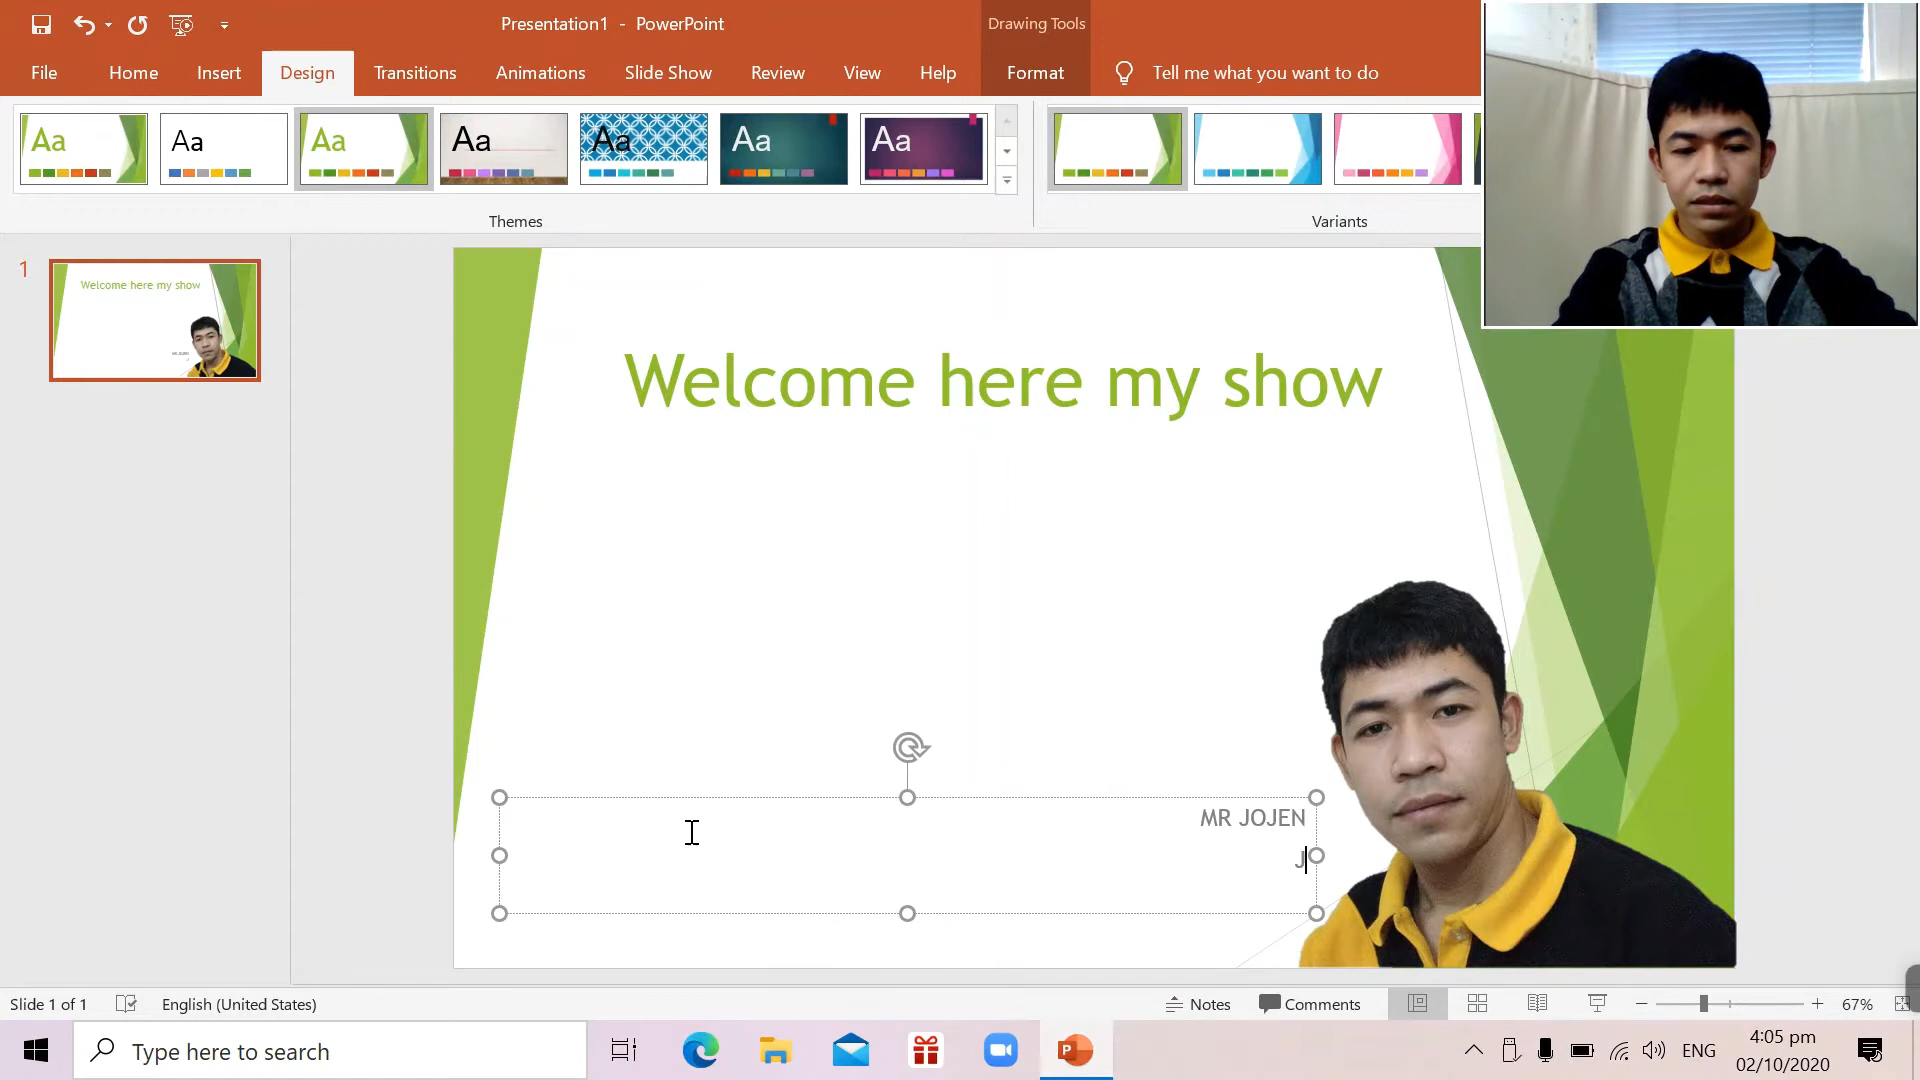 Presentation1 - PowerPoint
Drawing Tools
File Home Insert Design Transitions Animations Slide Show Review View Help Format Tell me what you want to do
Aa Aa Aa Aa Aa Aa Aa
Themes
Variants
1
Welcome here my show
MR JOJEN
J
Welcome here my show
MR JOJEN
J
Slide 1 of 1 English (United States) Notes Comments 67%
Type here to search
P
ENG
4:05 pm
02/10/2020